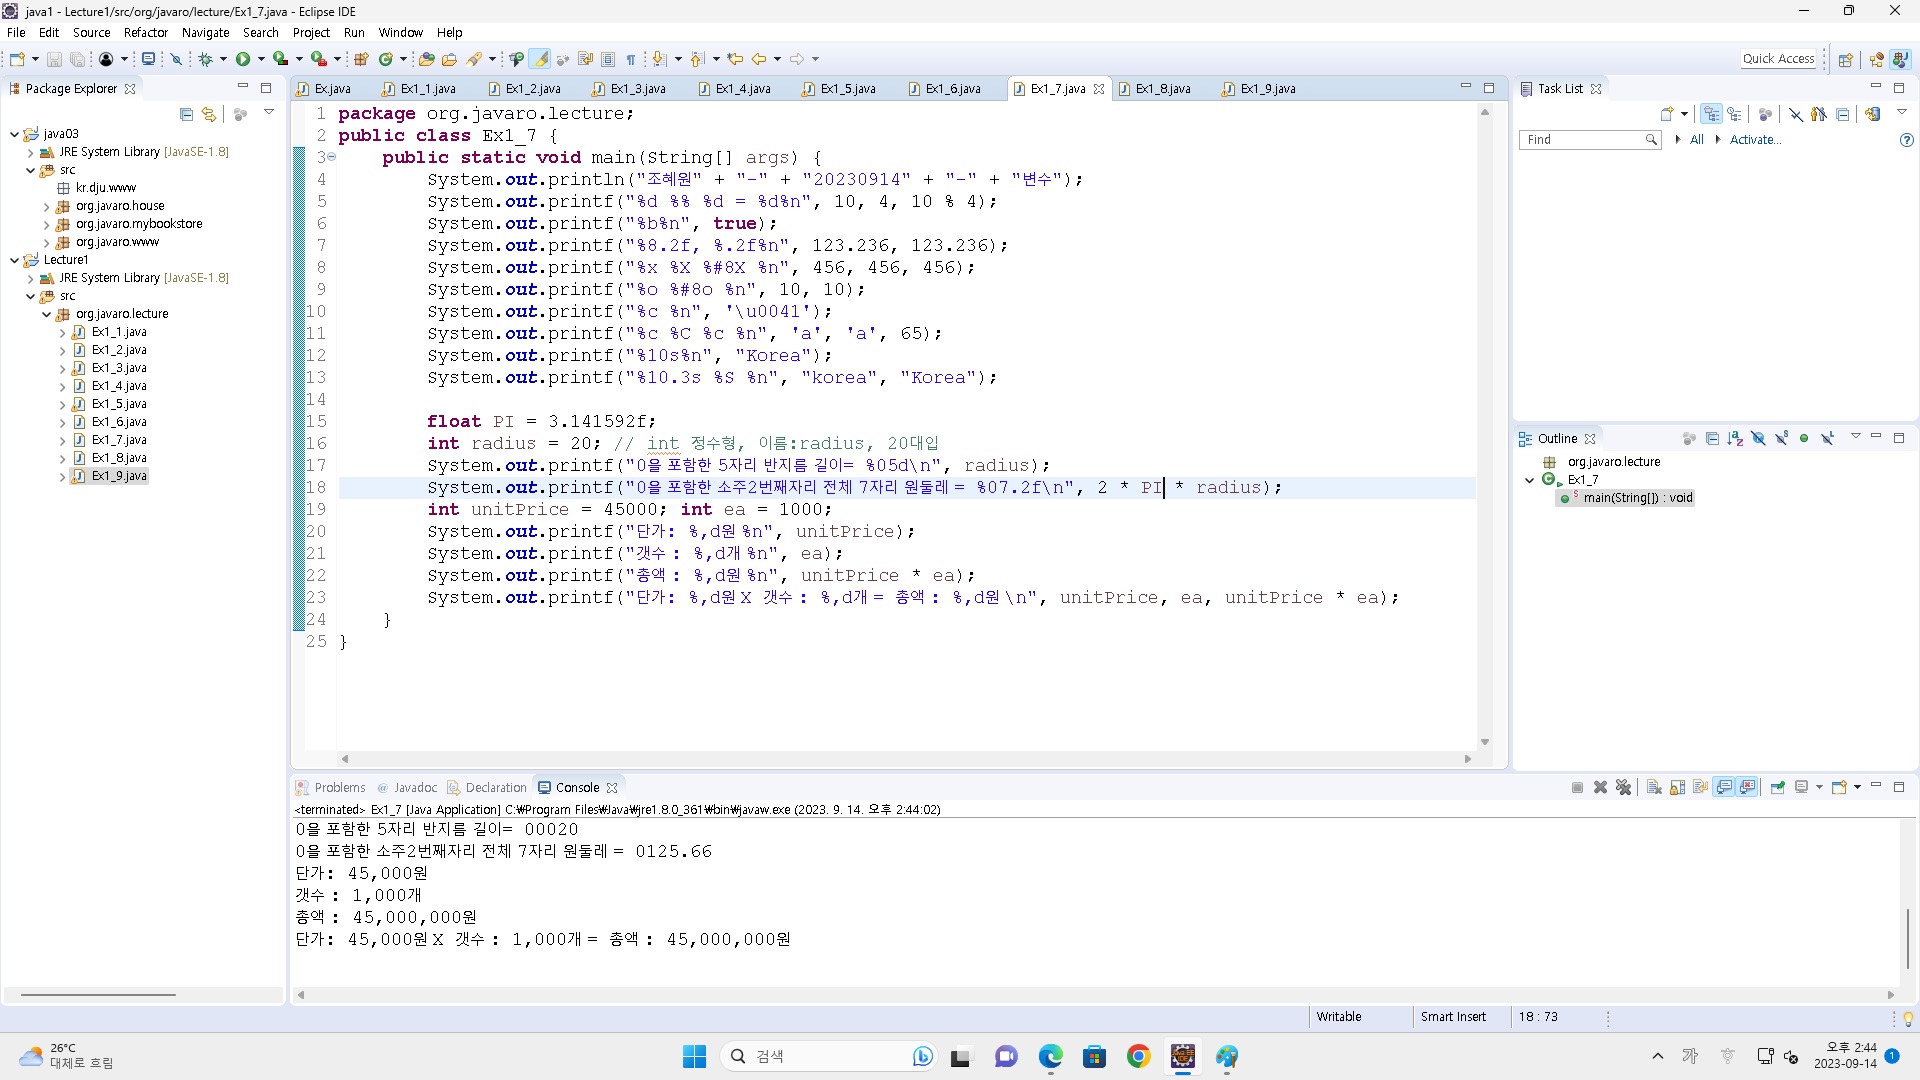 java1 - Lecture1/src/org/javaro/lecture/Ex1_7.java - Eclipse IDE
File Edit Source Refactor Navigate Search Project Run Window Help
Quick Access
Package Explorer
java03
JRE System Library [JavaSE-1.8]
src
kr.dju.www
org.javaro.house
org.javaro.mybookstore
org.javaro.www
Lecture1
JRE System Library [JavaSE-1.8]
src
org.javaro.lecture
Ex1_1.java
Ex1_2.java
Ex1_3.java
Ex1_4.java
Ex1_5.java
Ex1_6.java
Ex1_7.java
Ex1_8.java
Ex1_9.java
Ex.java Ex1_1.java Ex1_2.java Ex1_3.java Ex1_4.java Ex1_5.java Ex1_6.java Ex1_7.java Ex1_8.java Ex1_9.java
1 package org.javaro.lecture;
2 public class Ex1_7 {
3 public static void main(String[] args) {
4 System.out.println("조혜원" + "-" + "20230914" + "-" + "변수");
5 System.out.printf("%d %% %d = %d%n", 10, 4, 10 % 4);
6 System.out.printf("%b%n", true);
7 System.out.printf("%8.2f, %.2f%n", 123.236, 123.236);
8 System.out.printf("%x %X %#8X %n", 456, 456, 456);
9 System.out.printf("%o %#8o %n", 10, 10);
10 System.out.printf("%c %n", '\u0041');
11 System.out.printf("%c %C %c %n", 'a', 'a', 65);
12 System.out.printf("%10s%n", "Korea");
13 System.out.printf("%10.3s %S %n", "korea", "Korea");
14
15 float PI = 3.141592f;
16 int radius = 20; // int 정수형, 이름:radius, 20대입
17 System.out.printf("0을 포함한 5자리 반지름 길이= %05d\n", radius);
18 System.out.printf("0을 포함한 소주2번째자리 전체 7자리 원둘레 = %07.2f\n", 2 * PI * radius);
19 int unitPrice = 45000; int ea = 1000;
20 System.out.printf("단가: %,d원 %n", unitPrice);
21 System.out.printf("갯수 : %,d개 %n", ea);
22 System.out.printf("총액 : %,d원 %n", unitPrice * ea);
23 System.out.printf("단가: %,d원 X 갯수 : %,d개 = 총액 : %,d원 \n", unitPrice, ea, unitPrice * ea);
24 }
25 }
Task List
Find All Activate...
Outline
org.javaro.lecture
Ex1_7
main(String[]) : void
Problems Javadoc Declaration Console
<terminated> Ex1_7 [Java Application] C:₩Program Files₩Java₩jre1.8.0_361₩bin₩javaw.exe (2023. 9. 14. 오후 2:44:02)
0을 포함한 5자리 반지름 길이= 00020
0을 포함한 소주2번째자리 전체 7자리 원둘레 = 0125.66
단가: 45,000원
갯수 : 1,000개
총액 : 45,000,000원
단가: 45,000원 X 갯수 : 1,000개 = 총액 : 45,000,000원
Writable Smart Insert 18 : 73
26°C
대체로 흐림
검색
가
오후 2:44
2023-09-14
1